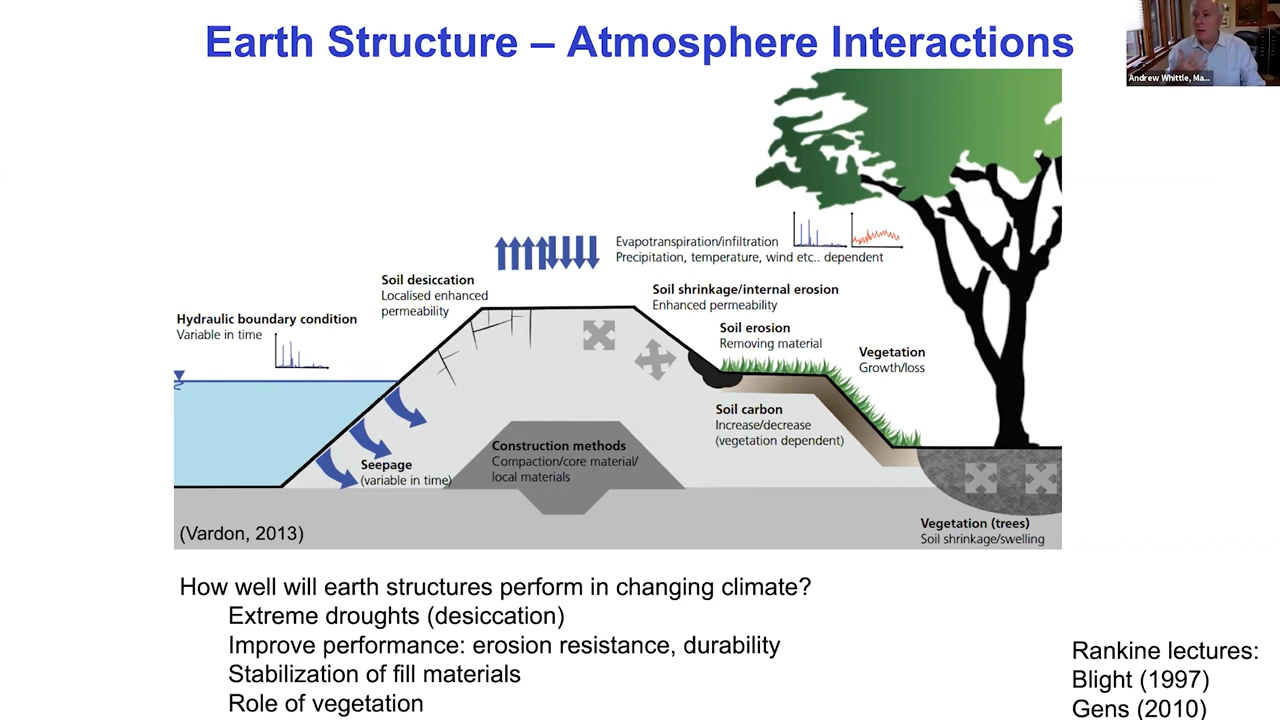 Earth Structure – Atmosphere Interactions
Andrew Whittle, Ma...
Evapotranspiration/infiltration
Precipitation, temperature, wind etc.. dependent
Soil desiccation
Localised enhanced
permeability
Soil shrinkage/internal erosion
Enhanced permeability
Hydraulic boundary condition
Variable in time
Soil erosion
Removing material
Vegetation
Growth/loss
Soil carbon
Increase/decrease
(vegetation dependent)
Construction methods
Compaction/core material/
local materials
Seepage
(variable in time)
Vegetation (trees)
Soil shrinkage/swelling
(Vardon, 2013)
How well will earth structures perform in changing climate?
Extreme droughts (desiccation)
Improve performance: erosion resistance, durability
Stabilization of fill materials
Role of vegetation
Rankine lectures:
Blight (1997)
Gens (2010)